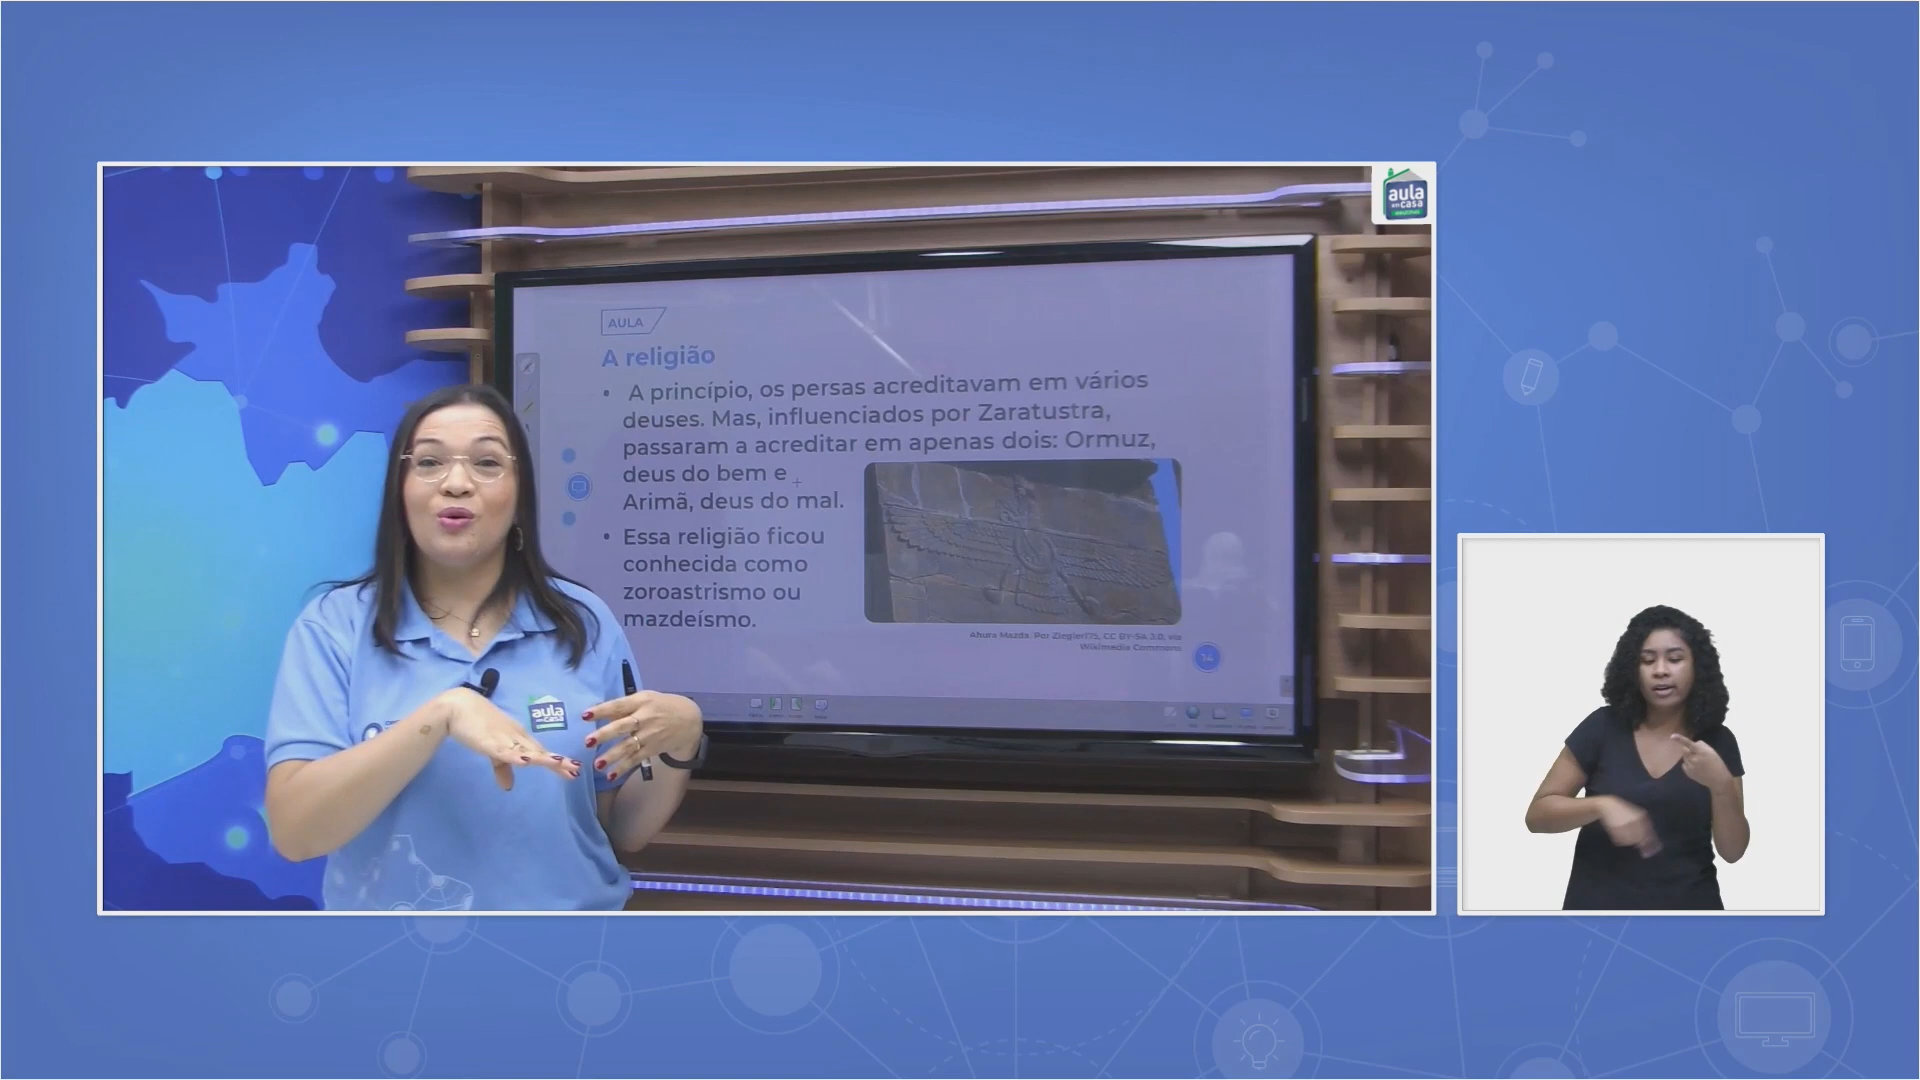 aula
em casa
AULA
A religião
• A princípio, os persas acreditavam em vários
deuses. Mas, influenciados por Zaratustra,
passaram a acreditar em apenas dois: Ormuz,
deus do bem e
Arimã, deus do mal.
• Essa religião ficou
conhecida como
zoroastrismo ou
mazdeísmo.
Ahura Mazda. Por Ziegler175, CC BY-SA 3.0, via
Wikimedia Commons
14
aula
em casa